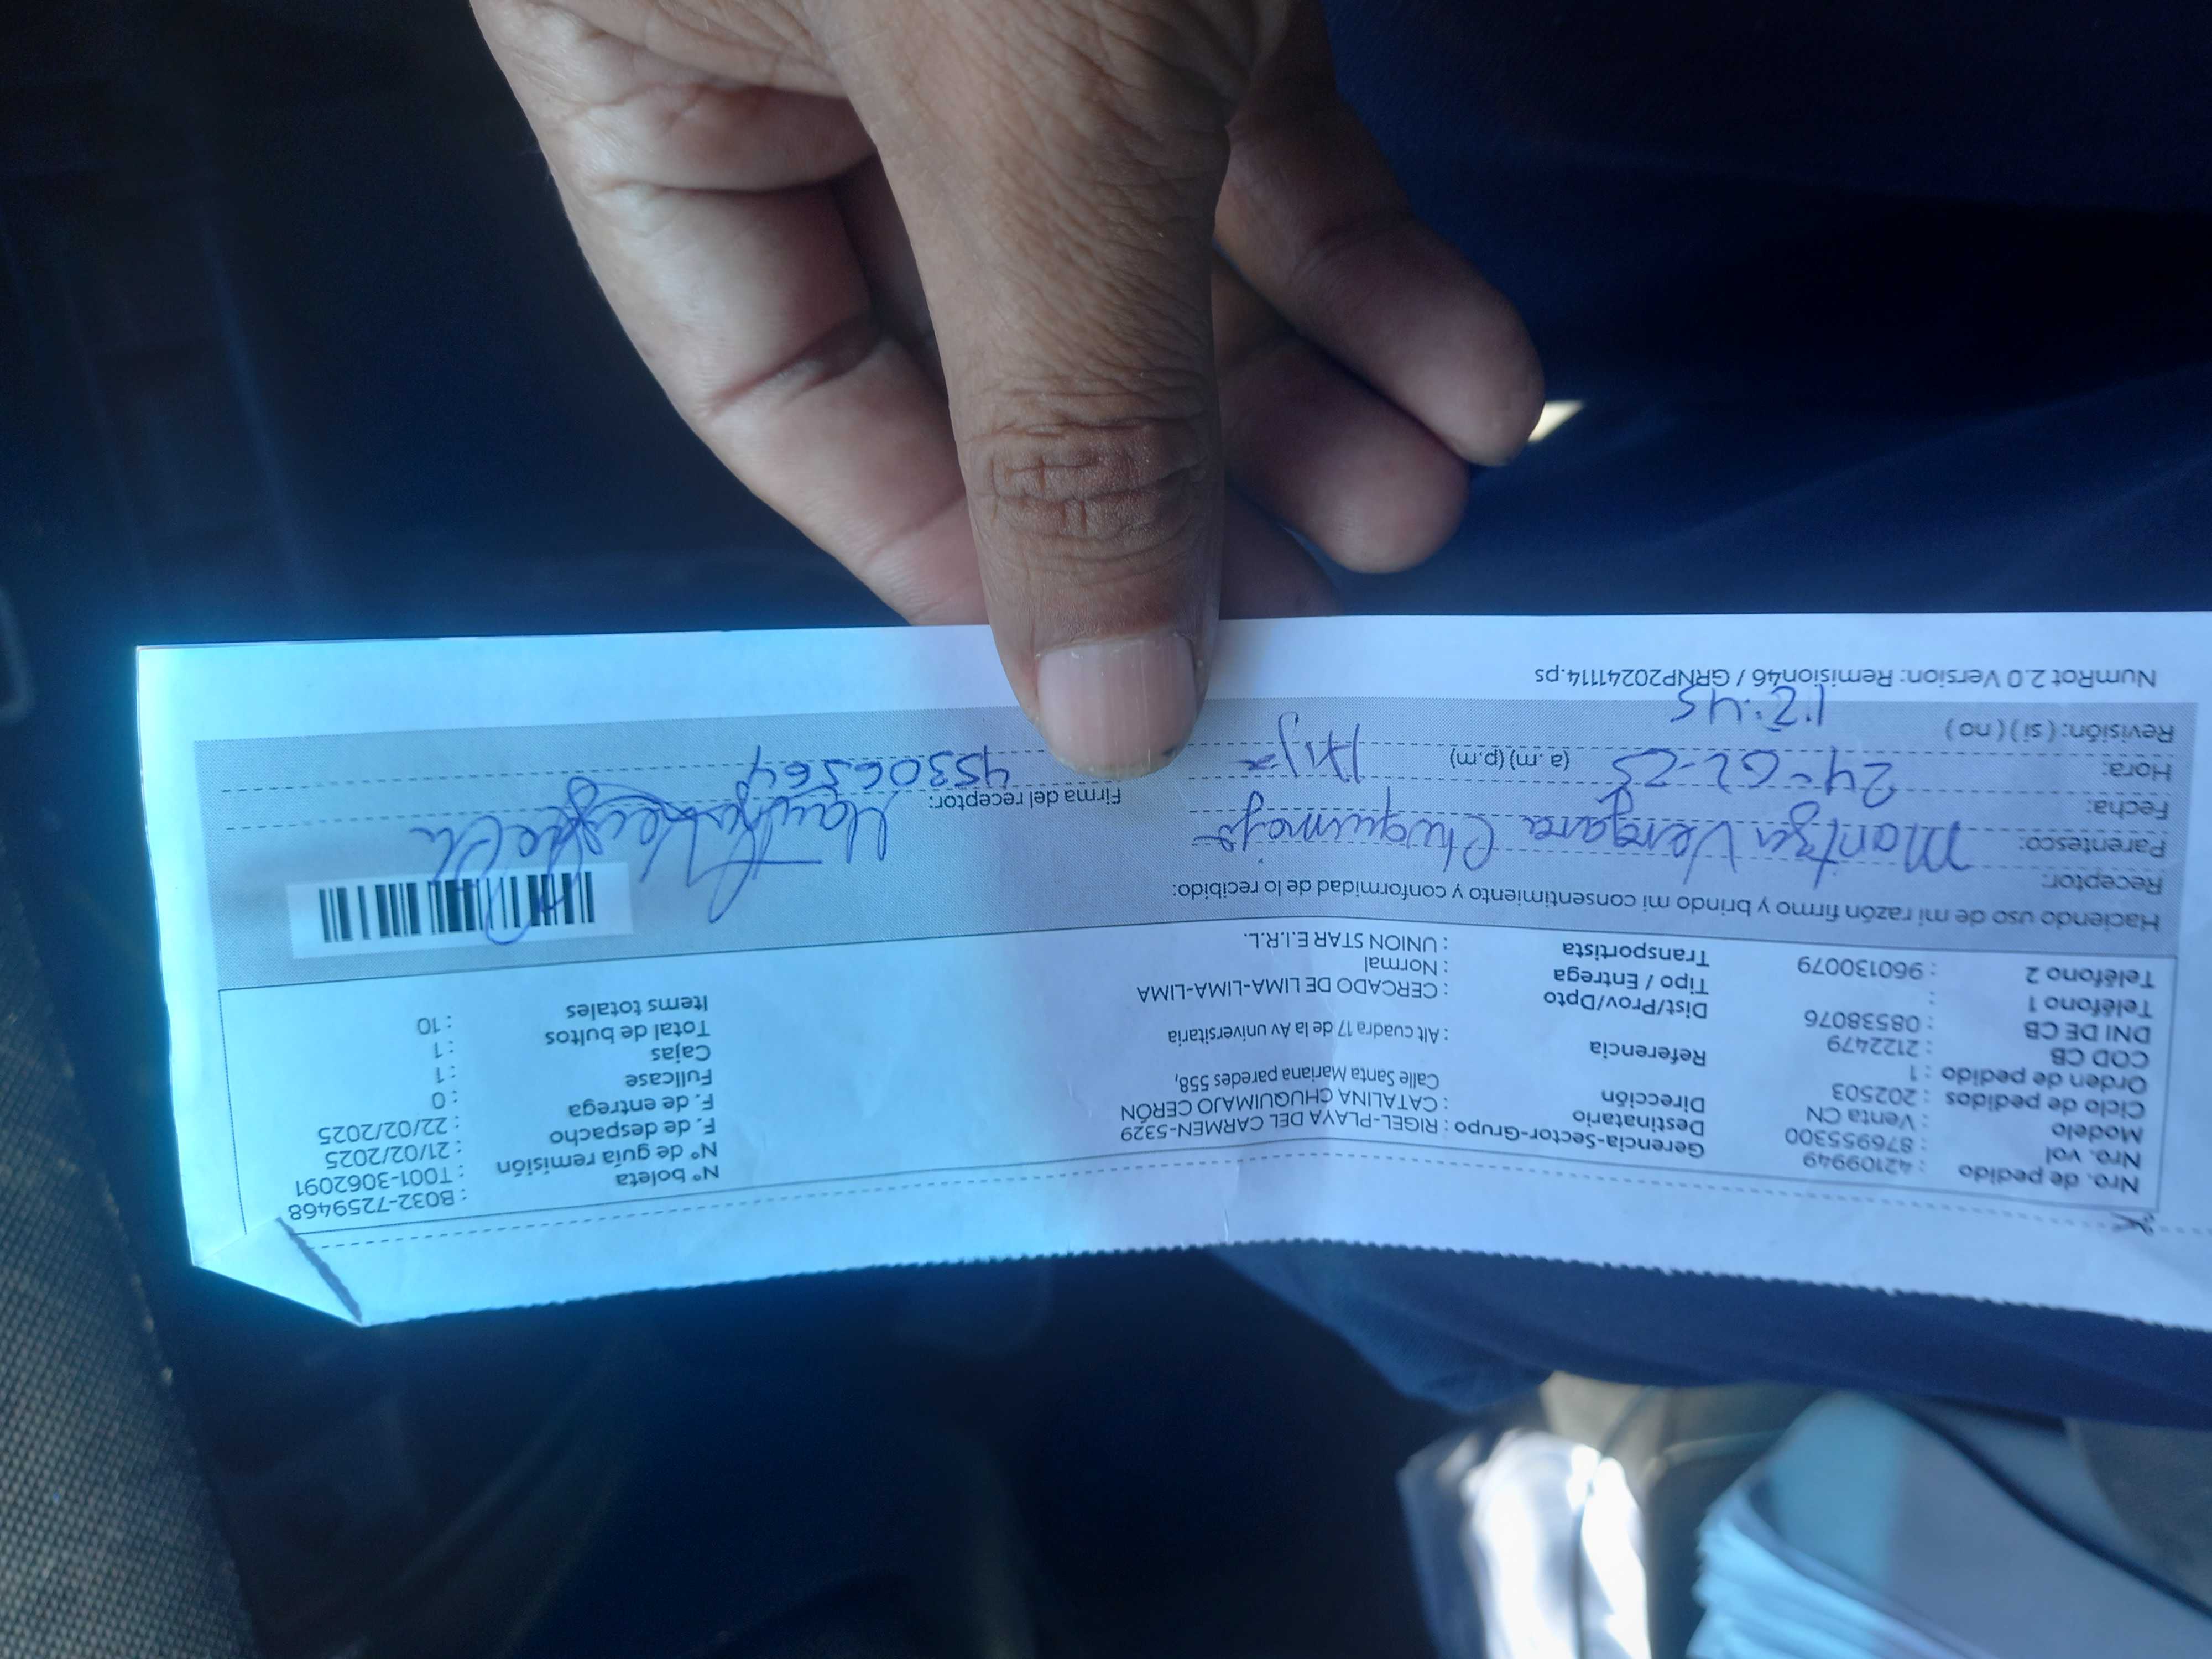 Nro. de pedido : 42109949
Nro. vol : 876955300
Modelo : Venta CN
Ciclo de pedidos : 202503
Orden de pedido : 1
COD CB : 2122479
DNI DE CB : 08538076
Teléfono 1 :
Teléfono 2 : 960130079
Gerencia-Sector-Grupo : RIGEL-PLAYA DEL CARMEN-5329
Destinatario : CATALINA CHUQUIMAJO CERÓN
Dirección Calle Santa Mariana paredes 558,
Referencia : Alt cuadra 17 de la Av universitaria
Dist/Prov/Dpto : CERCADO DE LIMA-LIMA-LIMA
Tipo / Entrega : Normal
Transportista : UNION STAR E.I.R.L.
N° boleta : B032-7259468
N° de guía remisión : T001-3062091
F. de despacho : 21/02/2025
F. de entrega : 22/02/2025
Fullcase : 0
Cajas : 1
Total de bultos : 1
Items totales : 10
Haciendo uso de mi razón firmo y brindo mi consentimiento y conformidad de lo recibido:
Receptor: Maritza Vergara Chuquimajo
Parentesco:
Fecha: 24-02-25 Hija
Hora: (a.m) (p.m)
Revisión: ( si ) ( no ) 12:45
Firma del receptor:
45306564
NumRot 2.0 Version: Remision46 / GRNP20241114.ps